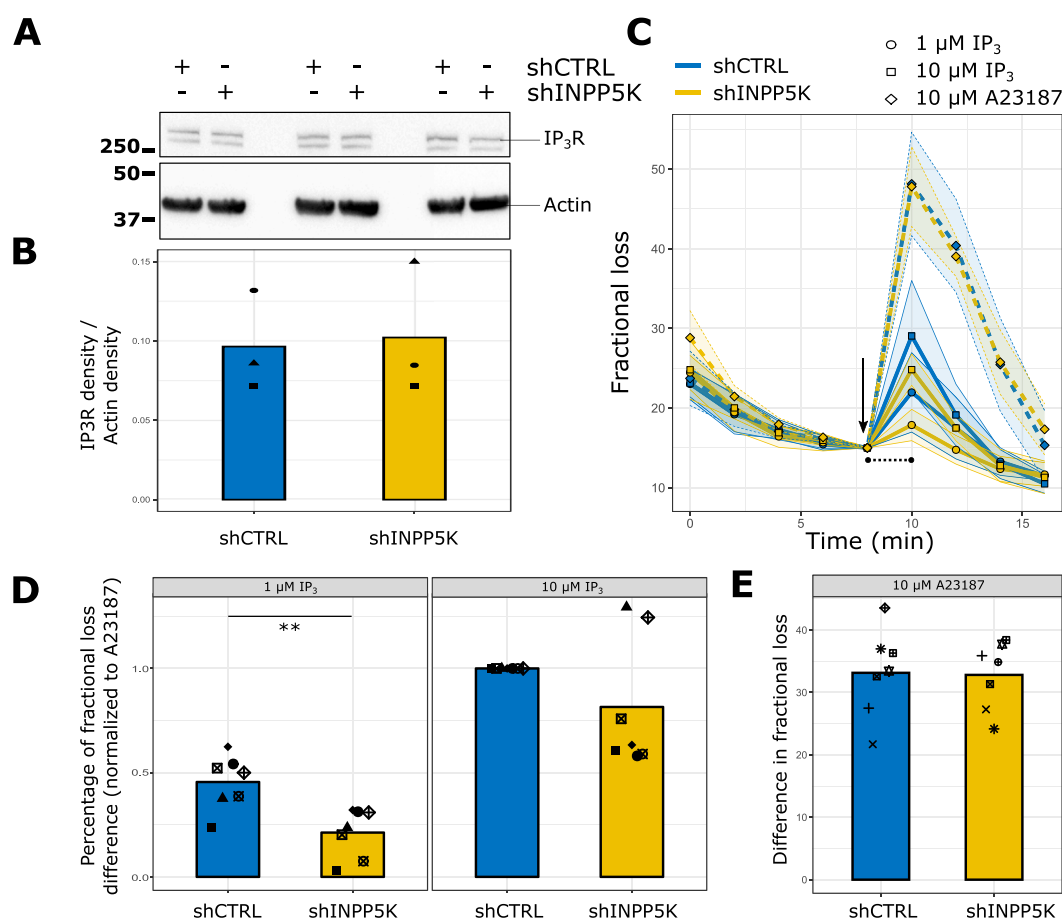 A
+ - + - + - shCTRL
- + - + - + shINPP5K
250
IP3R
50
37
Actin
B
IP3R density /
Actin density
0.15
0.10
0.05
0.00
shCTRL
shINPP5K
C
shCTRL
shINPP5K
1 µM IP3
10 µM IP3
10 µM A23187
Fractional loss
50
40
30
20
10
0
5
10
15
Time (min)
D
Percentage of fractional loss
difference (normalized to A23187)
1 µM IP3
10 µM IP3
**
1.0
0.5
0.0
shCTRL
shINPP5K
shCTRL
shINPP5K
E
10 µM A23187
Difference in fractional loss
40
30
20
10
0
shCTRL
shINPP5K